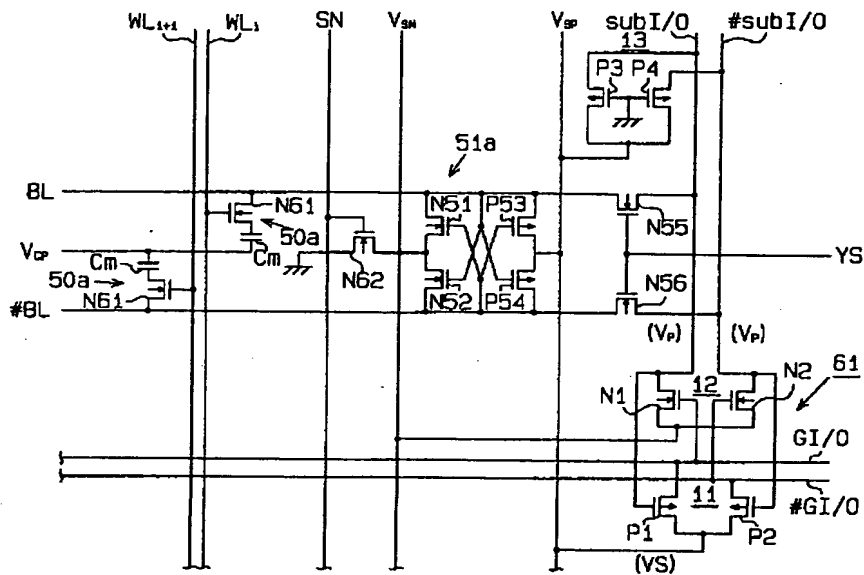 WLi+1 WLi SN VSN VSP subI/O #subI/O
13
P3 P4
51a
BL
N61
N51 P53
50a
N55
VCP
Cm
Cm
YS
50a
N62
N61
N52 P54
N56
#BL
(VP) (VP)
61
N1 12 N2
GI/O
11
#GI/O
P1 P2
(VS)